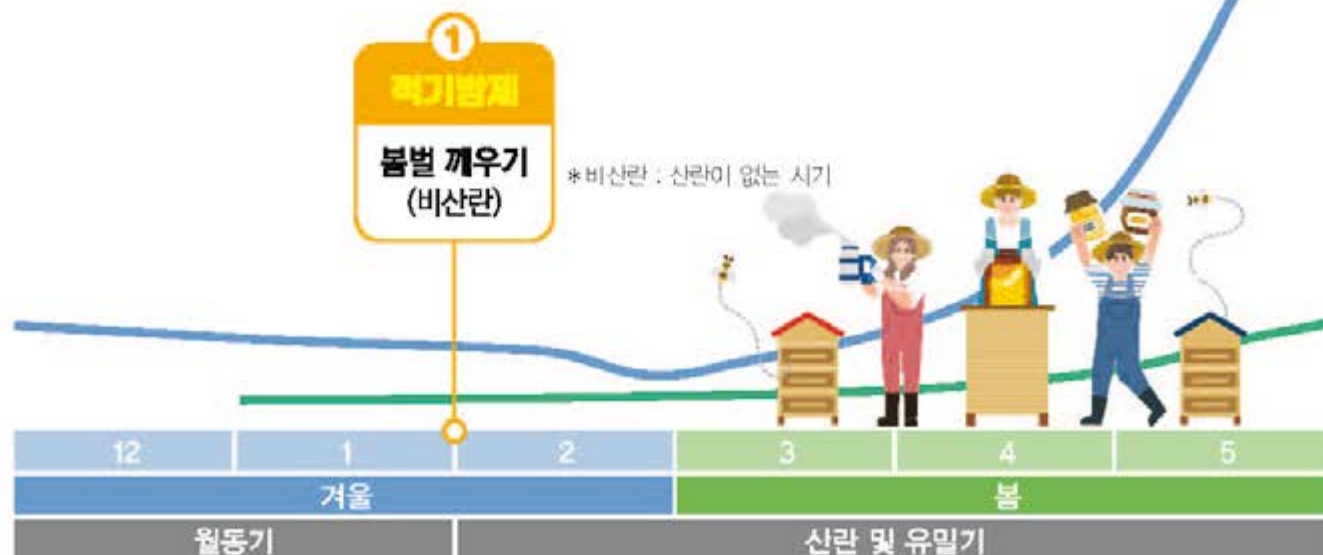 1
적기방제
봄벌 깨우기
(비산란)
*비산란 : 산란이 없는 시기
12 1 2 3 4 5
겨울 봄
월동기 산란 및 유밀기